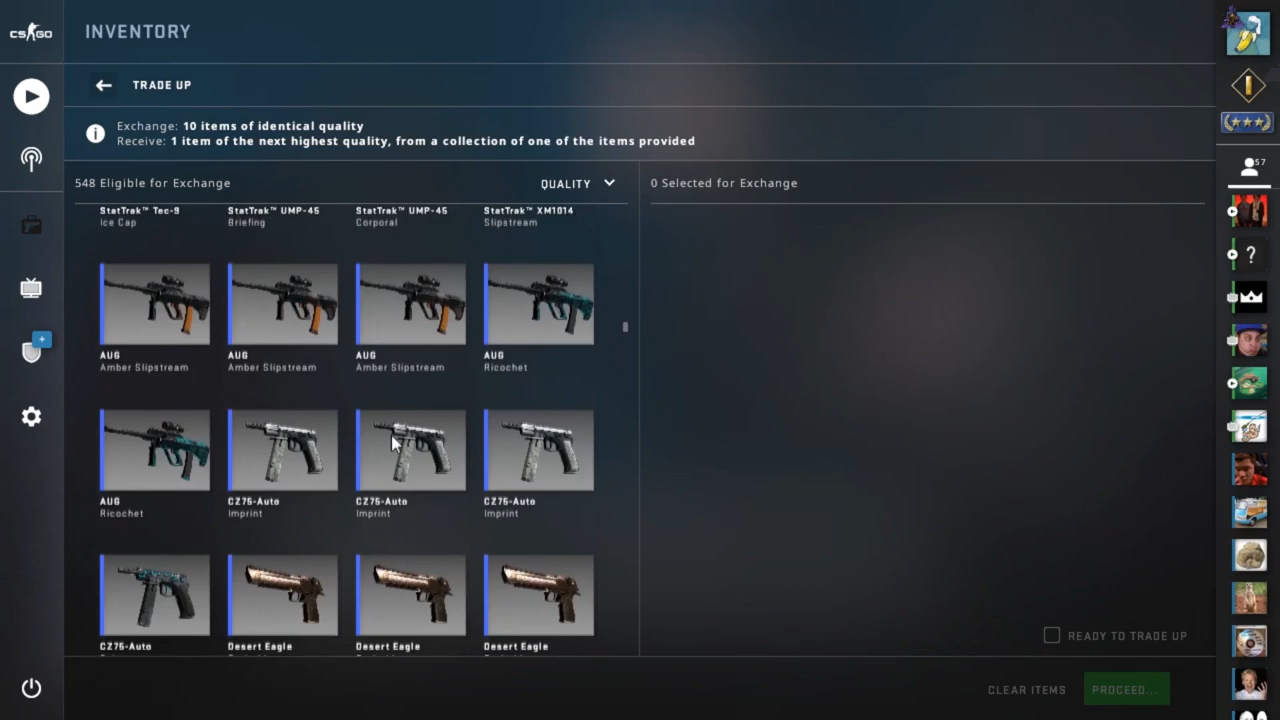 CS GO
INVENTORY
TRADE UP
Exchange: 10 items of identical quality
Receive: 1 item of the next highest quality, from a collection of one of the items provided
548 Eligible for Exchange
QUALITY
0 Selected for Exchange
57
StatTrak™ Tec-9
Ice Cap
StatTrak™ UMP-45
Briefing
StatTrak™ UMP-45
Corporal
StatTrak™ XM1014
Slipstream
AUG
Amber Slipstream
AUG
Amber Slipstream
AUG
Amber Slipstream
AUG
Ricochet
AUG
Ricochet
CZ75-Auto
Imprint
CZ75-Auto
Imprint
CZ75-Auto
Imprint
CZ75-Auto
Desert Eagle
Desert Eagle
Desert Eagle
READY TO TRADE UP
CLEAR ITEMS
PROCEED...